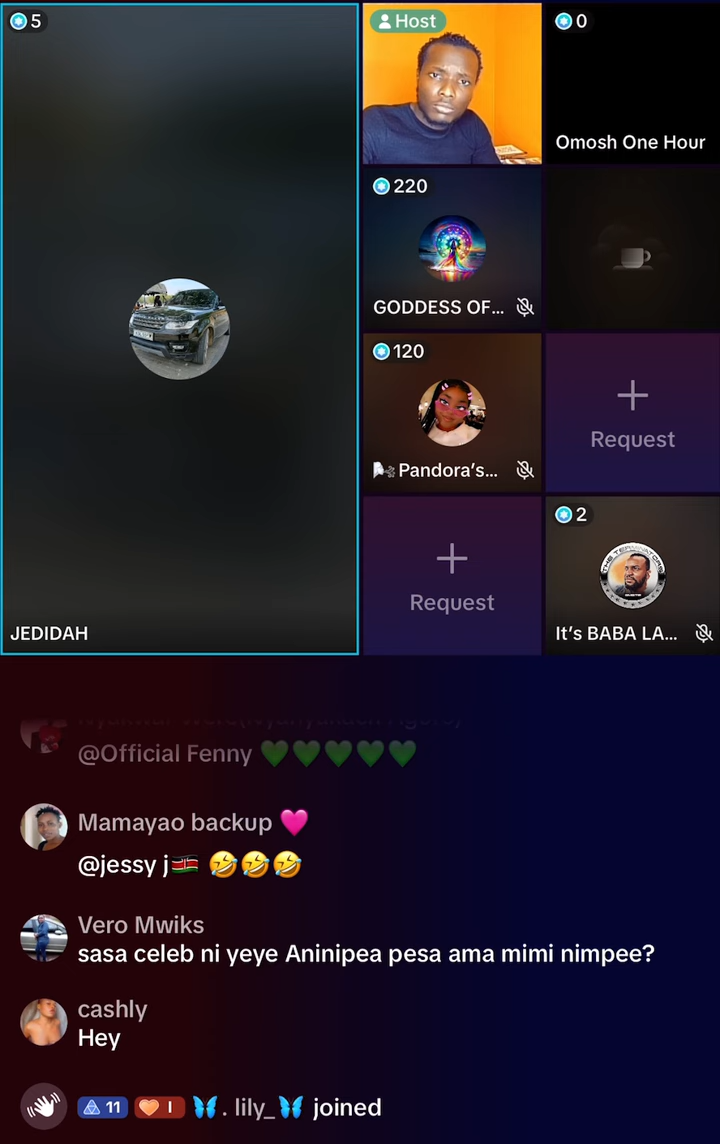 5
Host
0
Omosh One Hour
220
GODDESS OF...
120
Pandora's...
Request
Request
2
THE TERMINATORS
It's BABA LA...
JEDIDAH
@Official Fenny 💚💚💚💚💚
Mamayao backup 🩷
@jessy j🇰🇪 🤣🤣🤣
Vero Mwiks
sasa celeb ni yeye Aninipea pesa ama mimi nimpee?
cashly
Hey
11 I 🦋. lily_🦋 joined